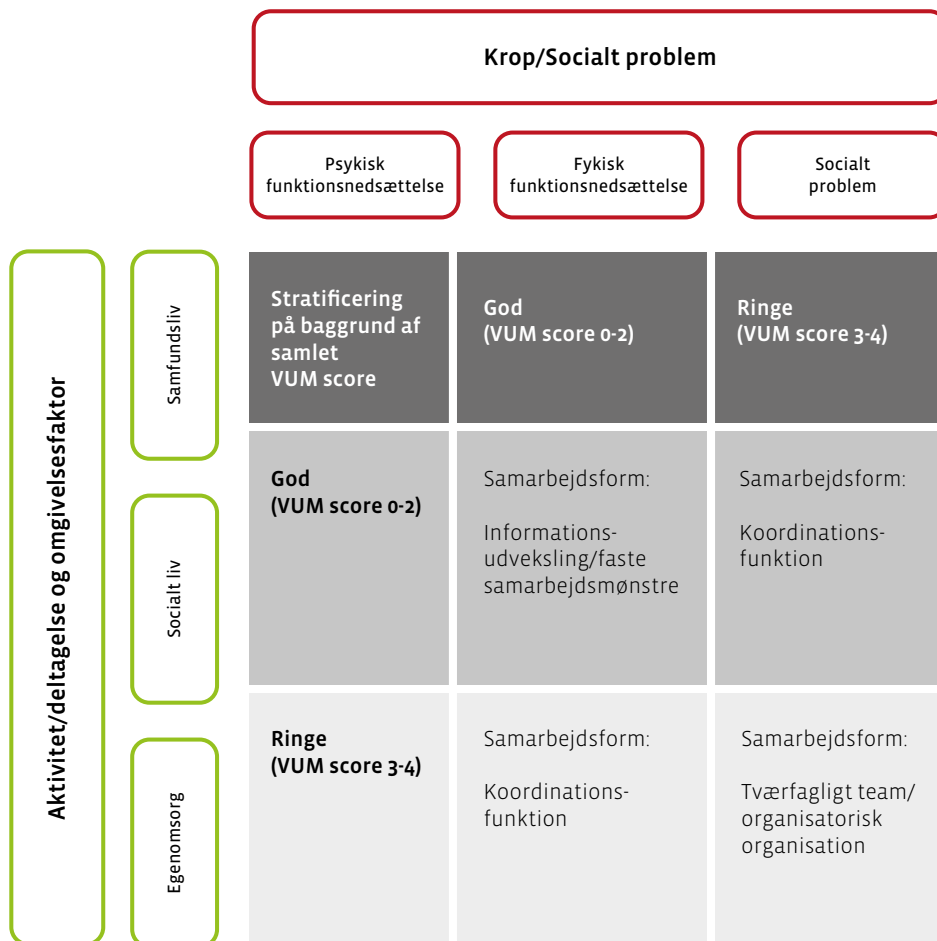 Krop/Socialt problem
Psykisk
funktionsnedsættelse
Fykisk
funktionsnedsættelse
Socialt
problem
Aktivitet/deltagelse og omgivelsesfaktor
Samfundsliv
Socialt liv
Egenomsorg
Stratificering
på baggrund af
samlet
VUM score
God
(VUM score 0-2)
Ringe
(VUM score 3-4)
God
(VUM score 0-2)
Samarbejdsform:
Informations-
udveksling/faste
samarbejdsmønstre
Samarbejdsform:
Koordinations-
funktion
Ringe
(VUM score 3-4)
Samarbejdsform:
Koordinations-
funktion
Samarbejdsform:
Tværfagligt team/
organisatorisk
organisation